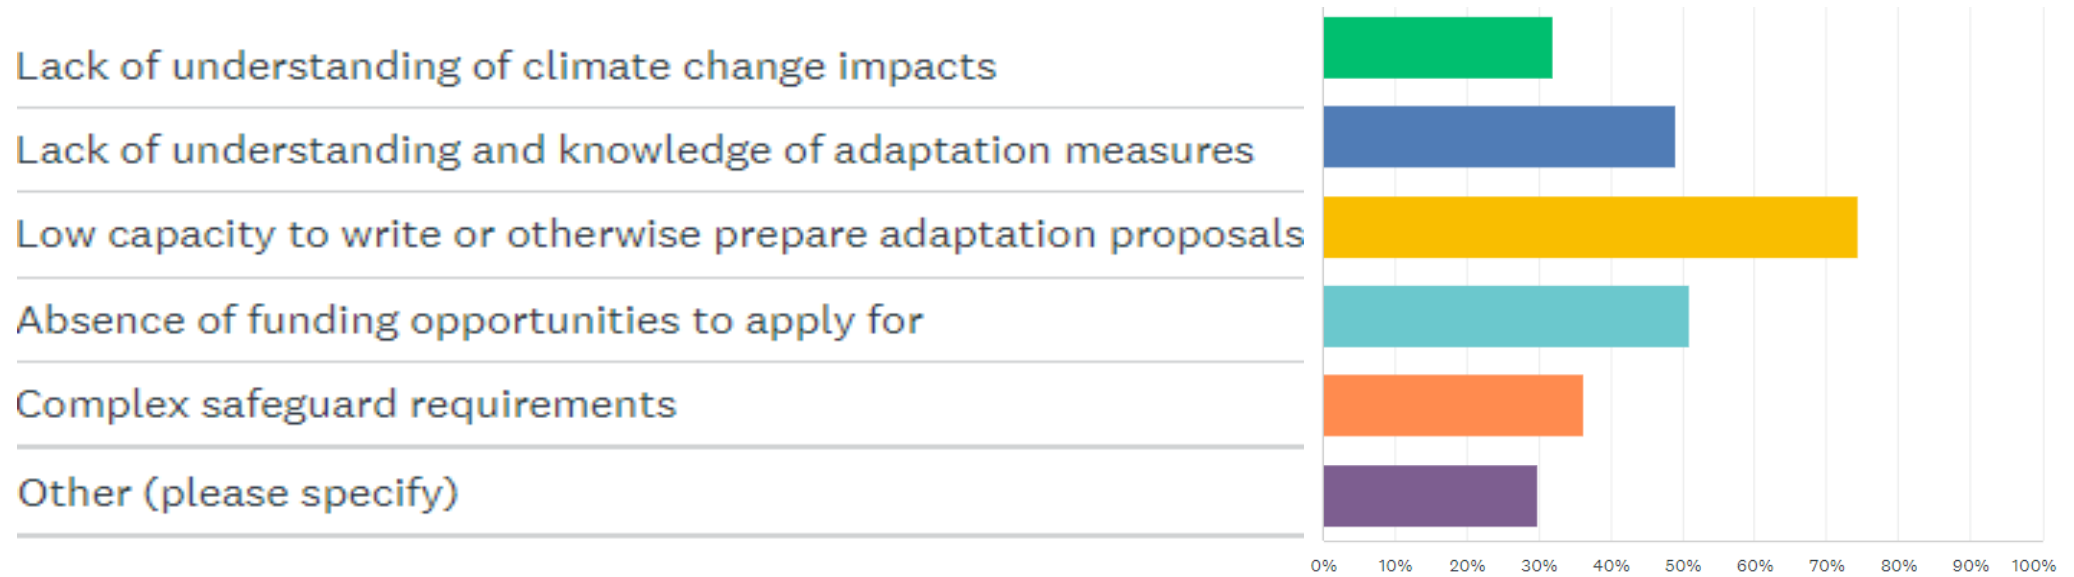 Lack of understanding of climate change impacts
Lack of understanding and knowledge of adaptation measures
Low capacity to write or otherwise prepare adaptation proposals
Absence of funding opportunities to apply for
Complex safeguard requirements
Other (please specify)
0% 10% 20% 30% 40% 50% 60% 70% 80% 90% 100%